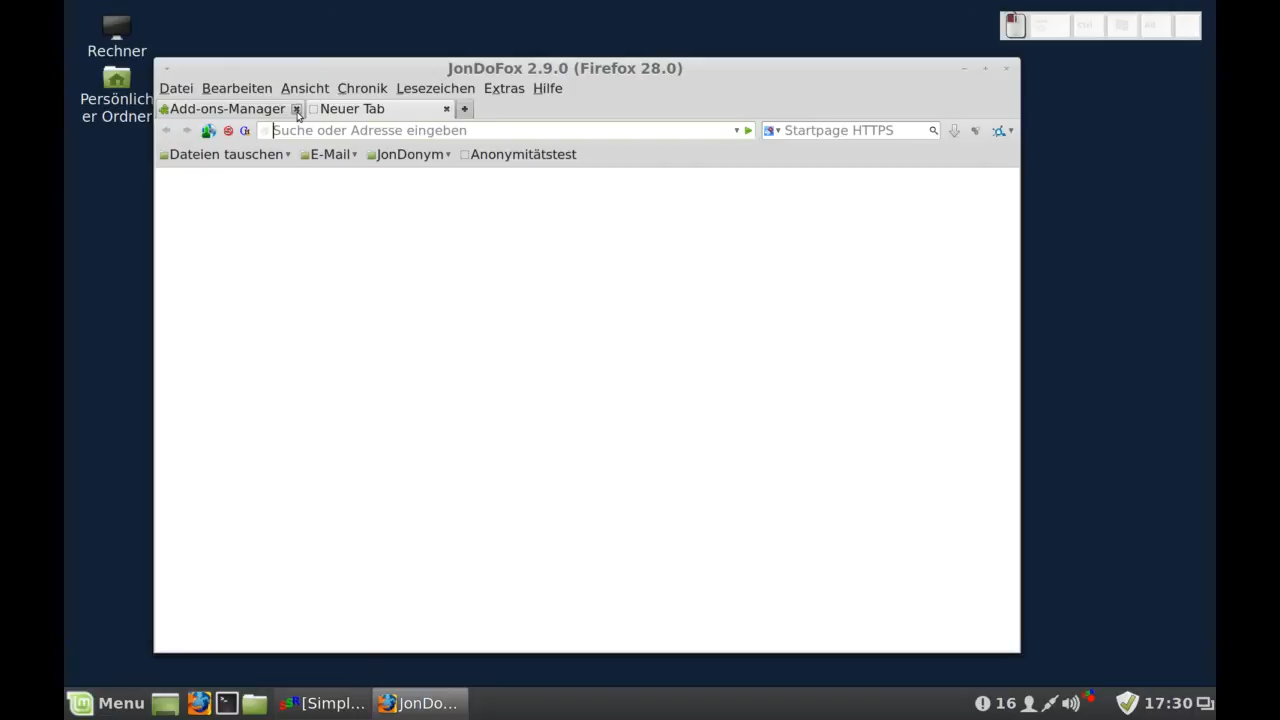 Rechner
Persönlich
er Ordner
JonDoFox 2.9.0 (Firefox 28.0)
Datei Bearbeiten Ansicht Chronik Lesezeichen Extras Hilfe
Add-ons-Manager Neuer Tab
Suche oder Adresse eingeben Startpage HTTPS
Dateien tauschen E-Mail JonDonym Anonymitätstest
Menu [Simpl... JonDo... 16 17:30